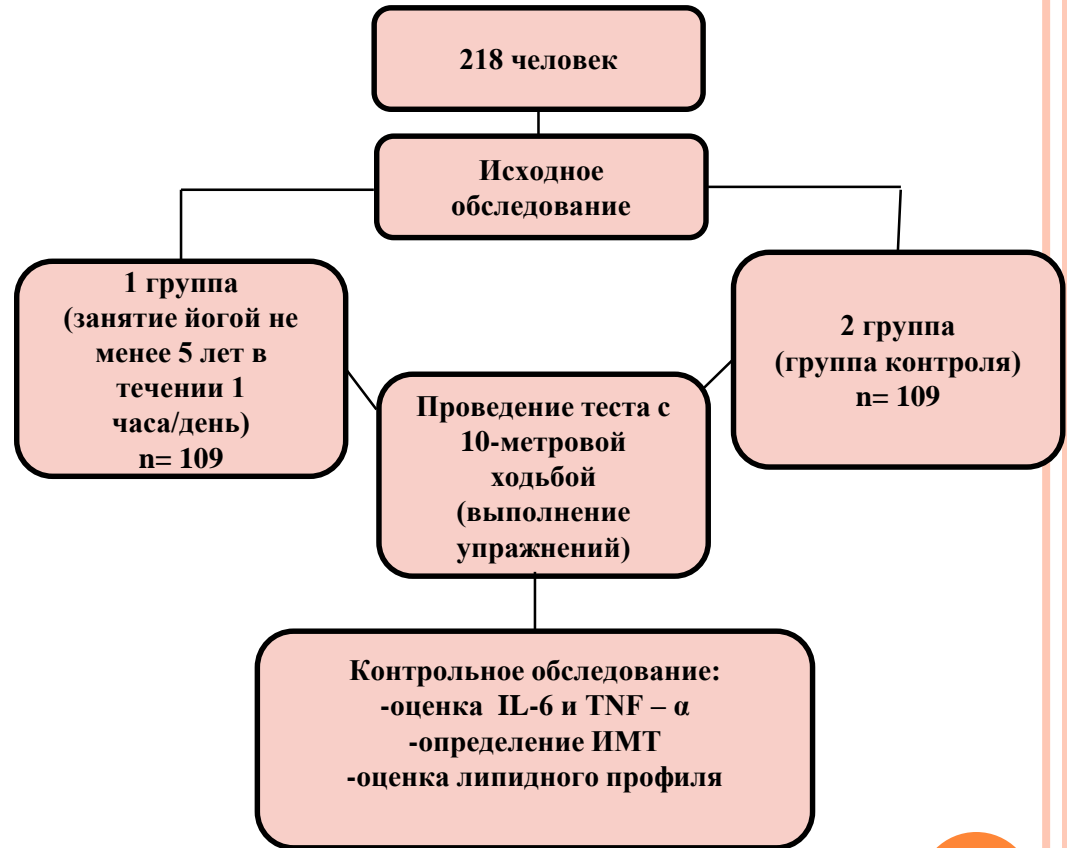 218 человек
Исходное
обследование
1 группа
(занятие йогой не
менее 5 лет в
течении 1
часа/день)
n= 109
2 группа
(группа контроля)
n= 109
Проведение теста с
10-метровой
ходьбой
(выполнение
упражнений)
Контрольное обследование:
-оценка IL-6 и TNF – α
-определение ИМТ
-оценка липидного профиля